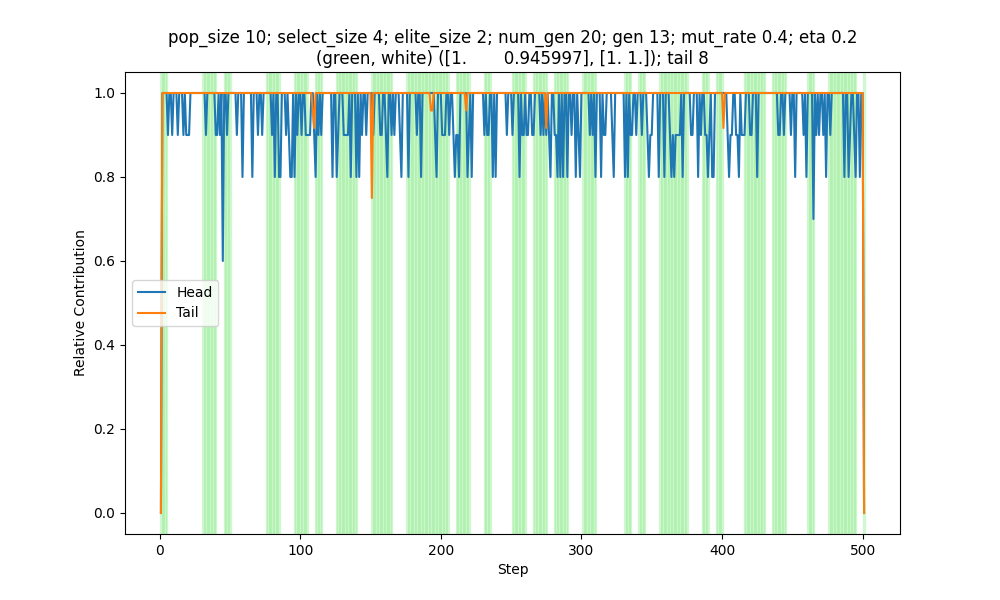 pop_size 10; select_size 4; elite_size 2; num_gen 20; gen 13; mut_rate 0.4; eta 0.2
(green, white) ([1.       0.945997], [1. 1.]); tail 8
1.0
0.8
0.6
0.4
0.2
0.0
Relative Contribution
Head
Tail
0 100 200 300 400 500
Step